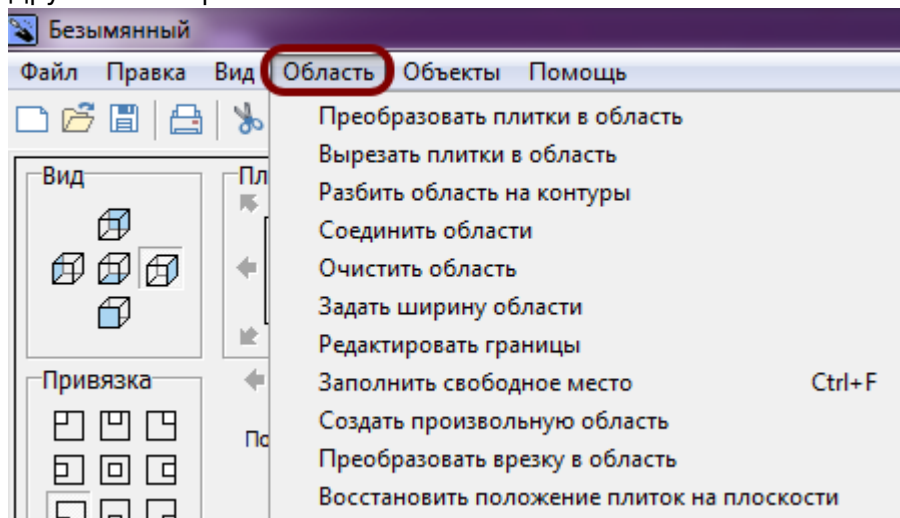 Безымянный
Файл Правка Вид Область Объекты Помощь
Преобразовать плитки в область
Вырезать плитки в область
Разбить область на контуры
Соединить области
Очистить область
Задать ширину области
Редактировать границы
Заполнить свободное место Ctrl+F
Создать произвольную область
Преобразовать врезку в область
Восстановить положение плиток на плоскости
Вид
Пл
Привязка
По